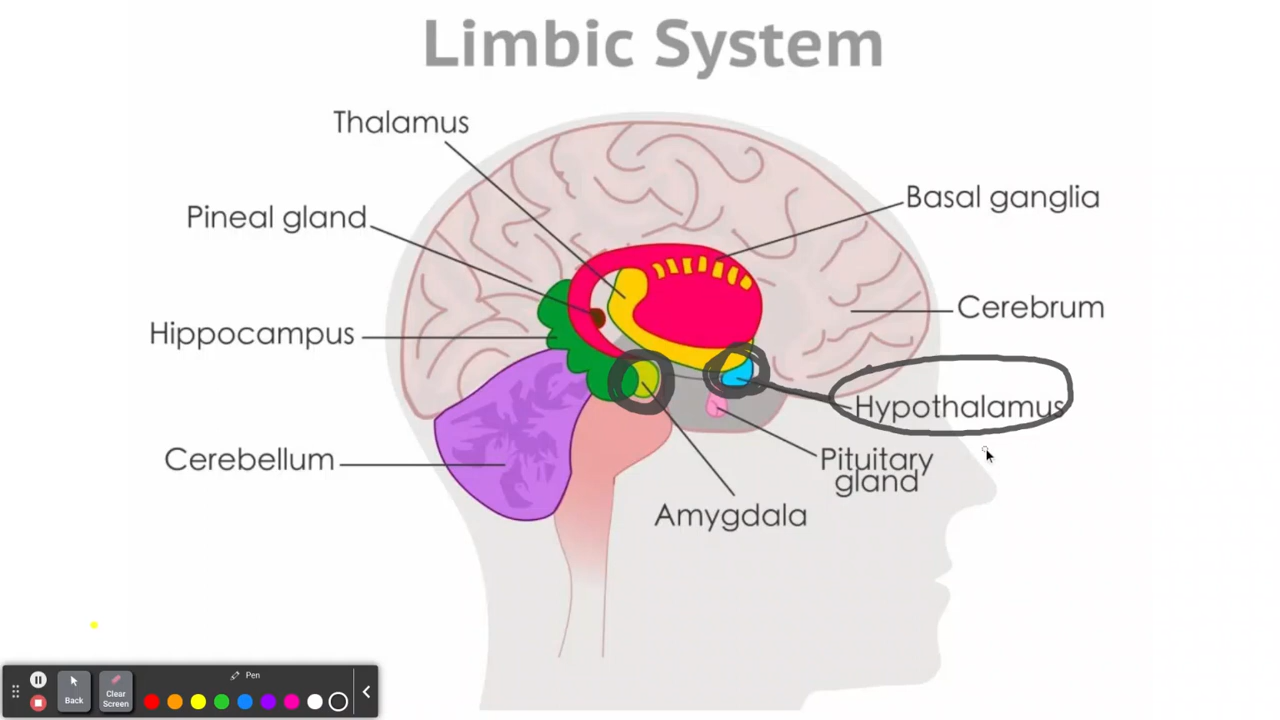 Limbic System
Thalamus
Pineal gland
Basal ganglia
Hippocampus
Cerebrum
Hypothalamus
Cerebellum
Pituitary
gland
Amygdala
Pen
Back
Clear
Screen